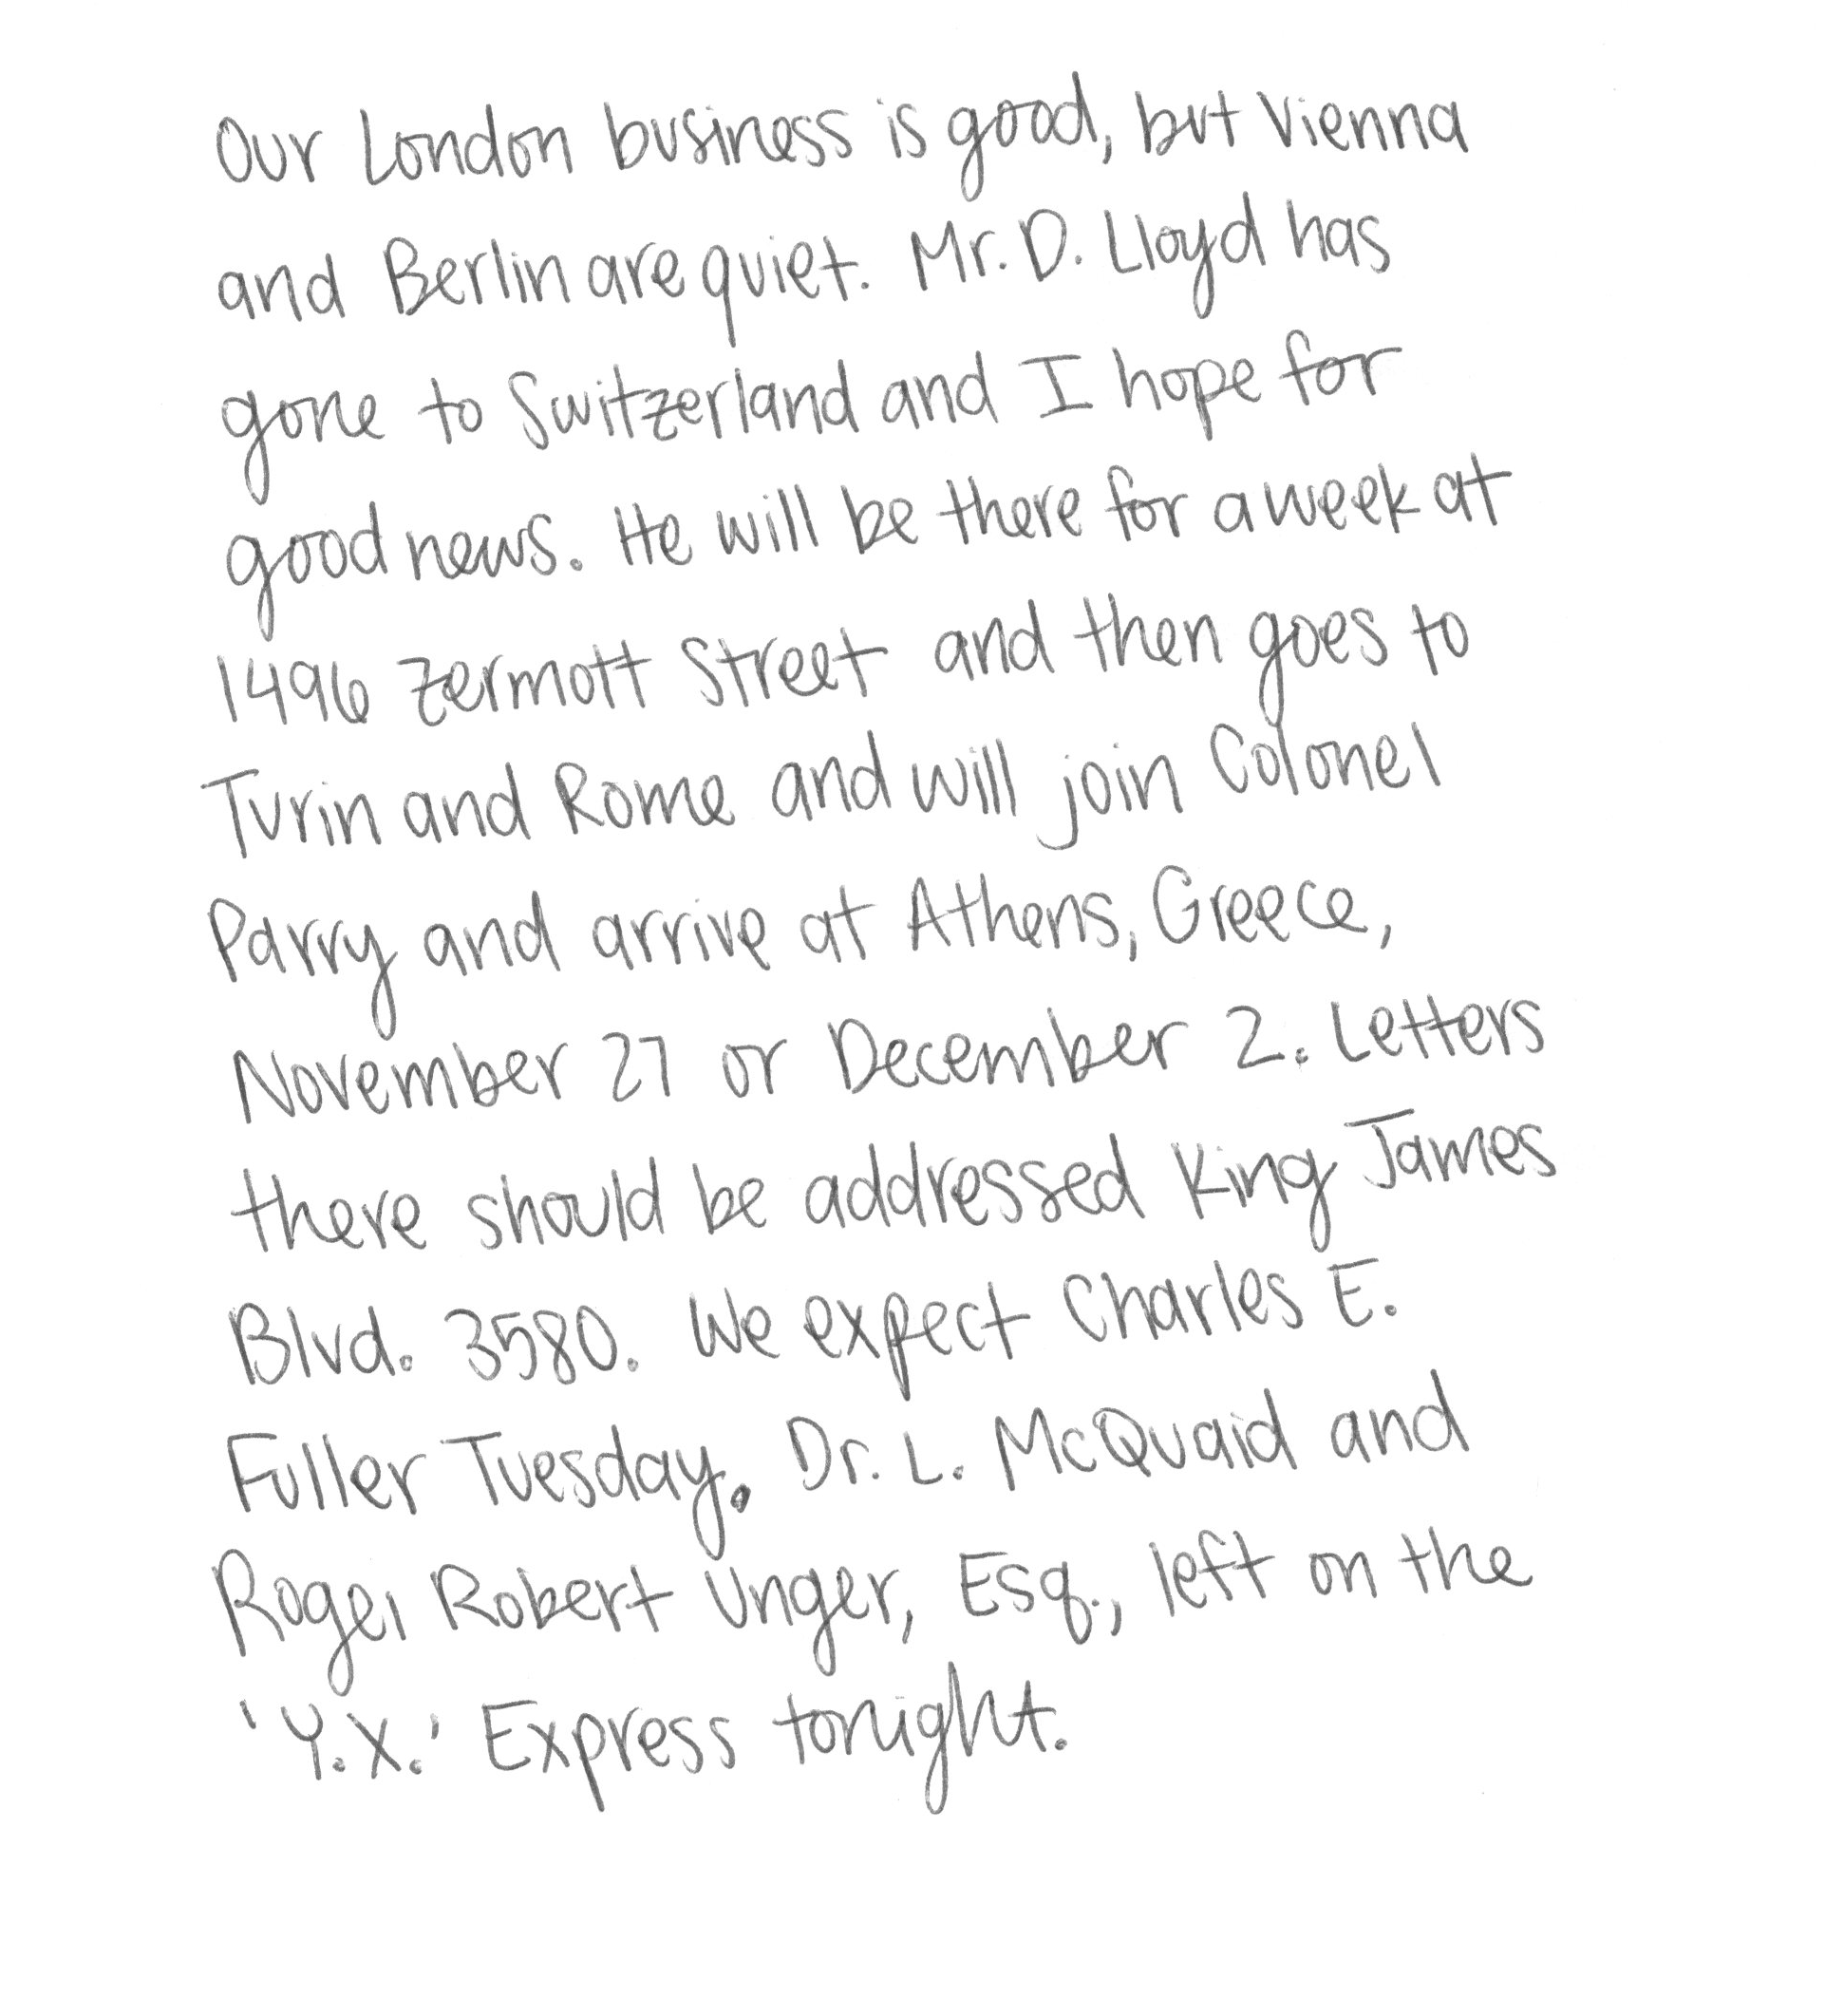 Our London business is good, but Vienna
and Berlin are quiet. Mr. D. Lloyd has
gone to Switzerland and I hope for
good news. He will be there for a week at
1496 Zermott Street and then goes to
Turin and Rome and will join Colonel
Parry and arrive at Athens, Greece,
November 27 or December 2. Letters
there should be addressed King James
Blvd. 3580. We expect Charles E.
Fuller Tuesday. Dr. L. McQuaid and
Roger Robert Unger, Esq., left on the
'Y.X.' Express tonight.